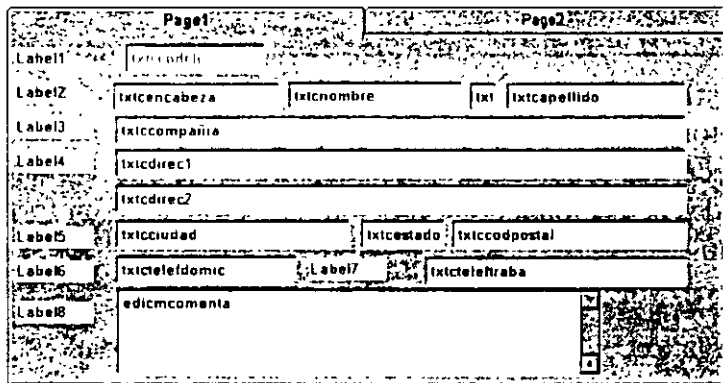 Page1 Page2
Label1
Label2 txtcencabeza txtcnombre txt txtcapellido
Label3 txtccompañia
Label4 txtcdirec1
txtcdirec2
Label5 txtcciudad txtcestado txtccodpostal
Label6 txtctelefdomic Label7 txtcteleftraba
Label8 edicmcomenta